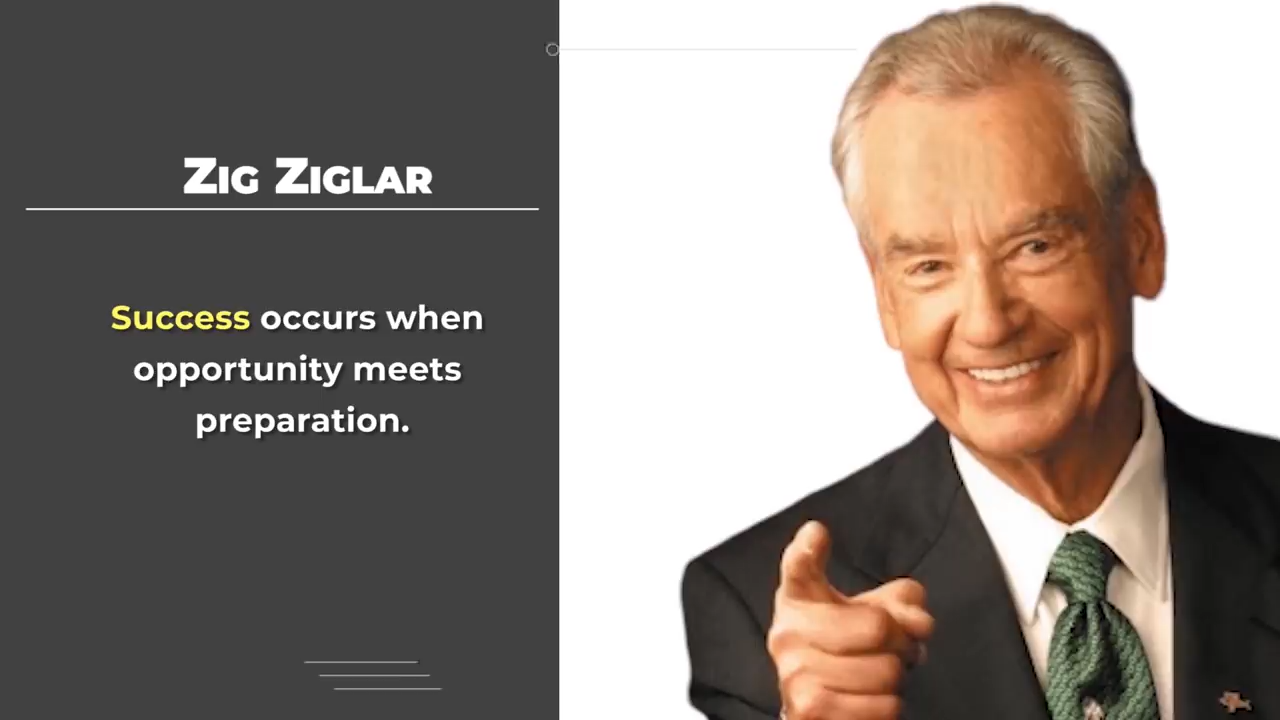 Zig Ziglar
Success occurs when
opportunity meets
preparation.